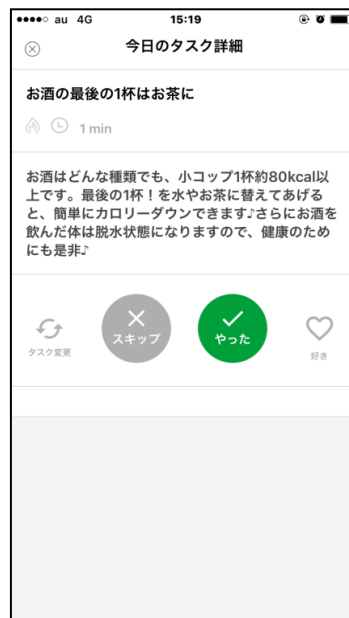 au 4G 15:19
今日のタスク詳細
お酒の最後の1杯はお茶に
1 min
お酒はどんな種類でも、小コップ1杯約80kcal以
上です。最後の1杯！を水やお茶に替えてあげる
と、簡単にカロリーダウンできます♪さらにお酒を
飲んだ体は脱水状態になりますので、健康のため
にも是非♪
タスク変更
スキップ
やった
好き